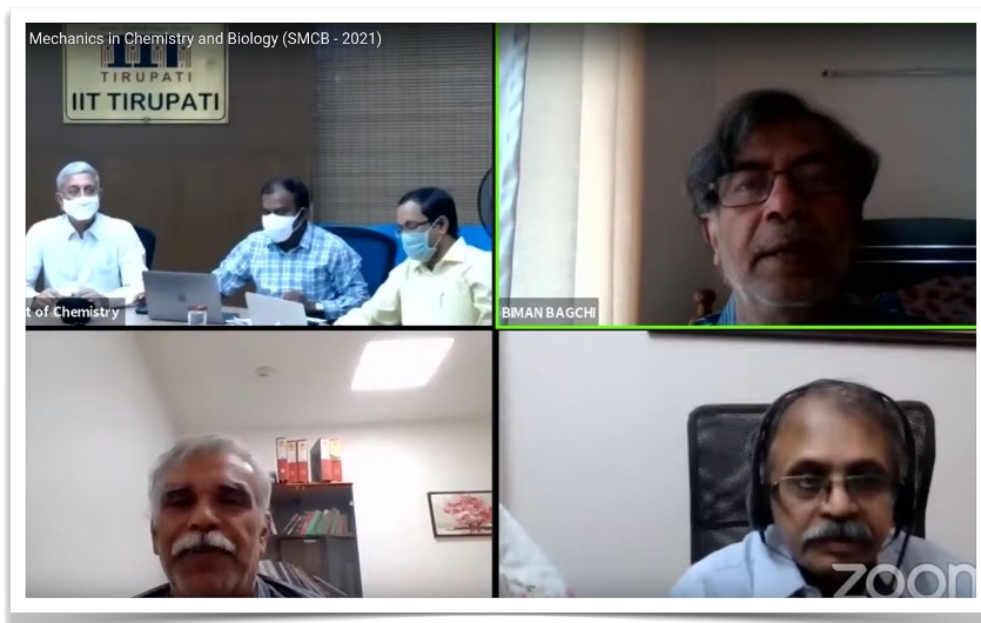 Mechanics in Chemistry and Biology (SMCB - 2021)
TIRUPATI
IIT TIRUPATI
t of Chemistry
BIMAN BAGCHI
zoom